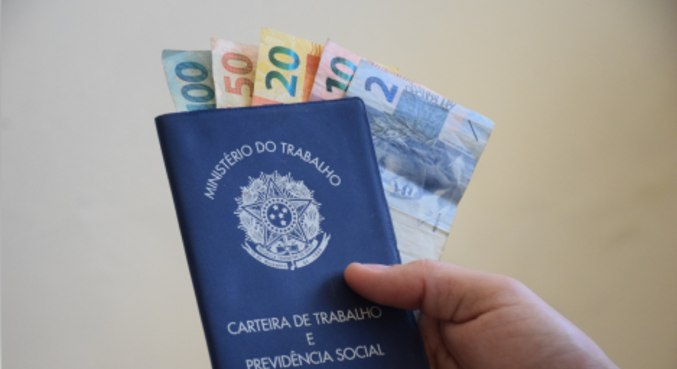 100
50
20
10
2
MINISTÉRIO DO TRABALHO
CARTEIRA DE TRABALHO
E
PREVIDÊNCIA SOCIAL